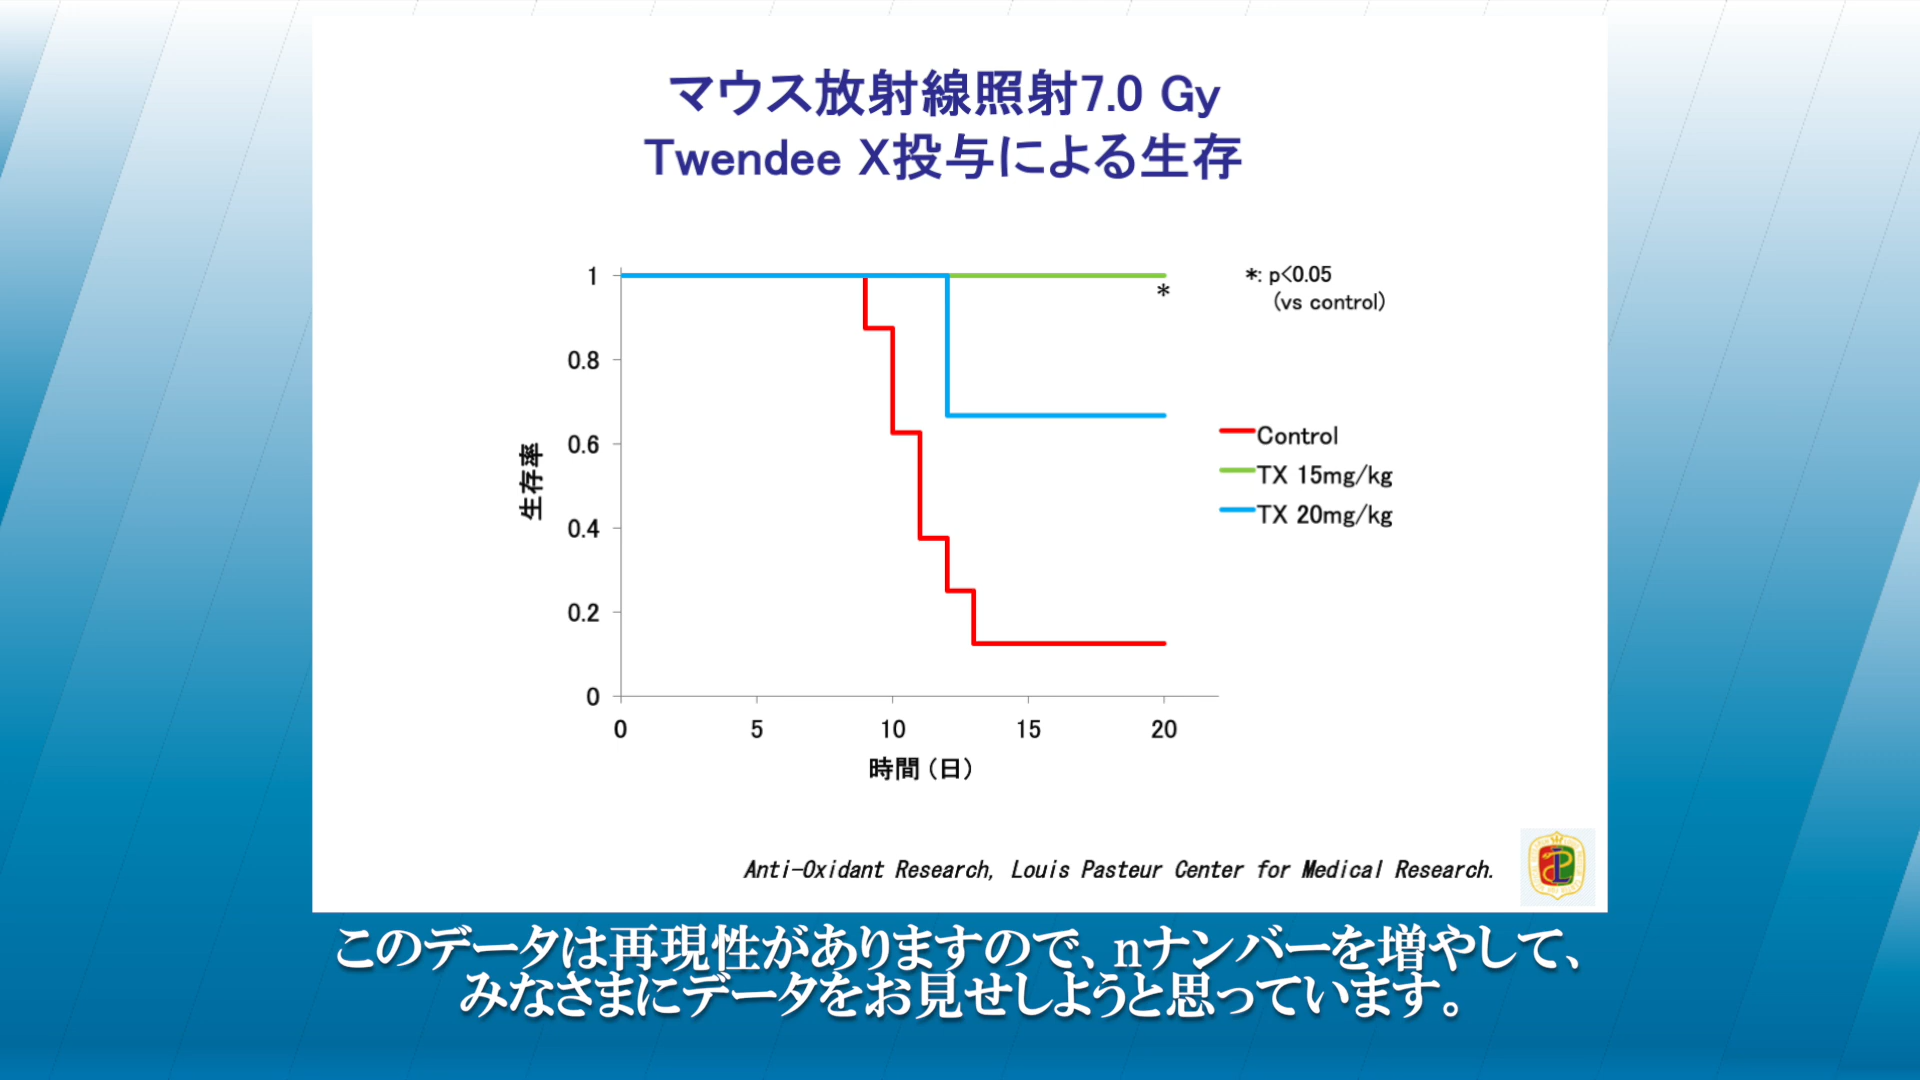 マウス放射線照射7.0 Gy
Twendee X投与による生存
1
0.8
0.6
0.4
0.2
0
生存率
0 5 10 15 20
時間(日)
*
*: p<0.05
(vs control)
Control
TX 15mg/kg
TX 20mg/kg
Anti-Oxidant Research, Louis Pasteur Center for Medical Research.
このデータは再現性がありますので、nナンバーを増やして、
みなさまにデータをお見せしようと思っています。